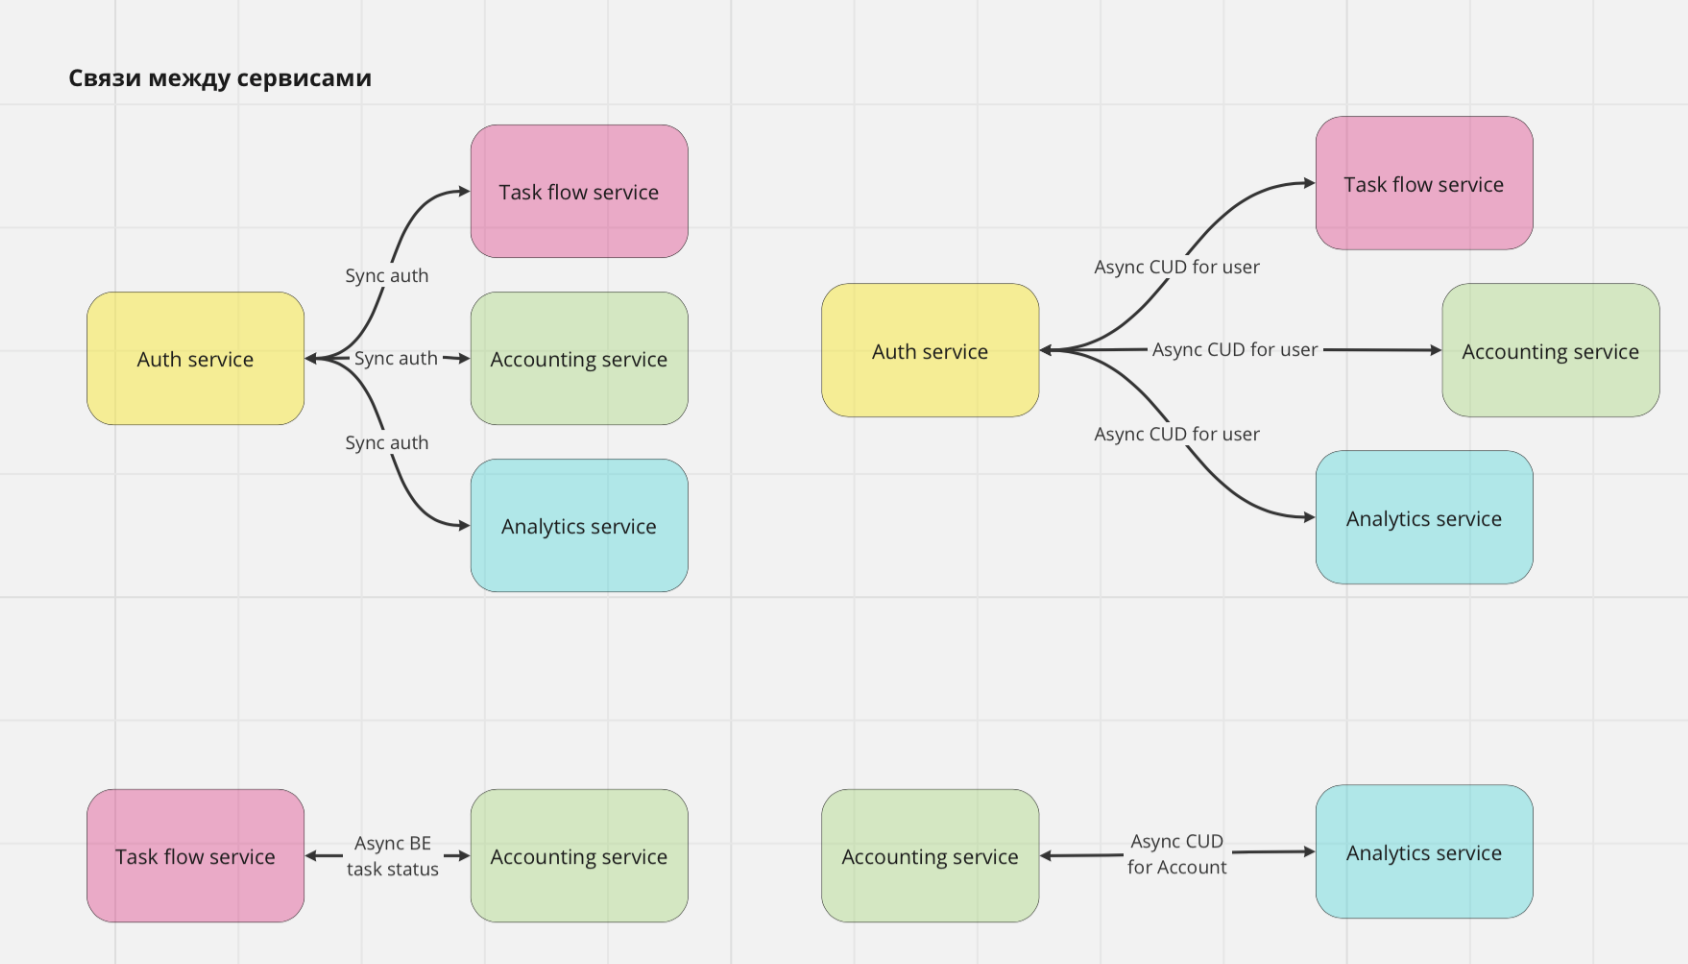 Связи между сервисами
Task flow service
Sync auth
Auth service
Sync auth
Accounting service
Sync auth
Analytics service
Task flow service
Async CUD for user
Auth service
Async CUD for user
Accounting service
Async CUD for user
Analytics service
Task flow service
Async BE
task status
Accounting service
Accounting service
Async CUD
for Account
Analytics service